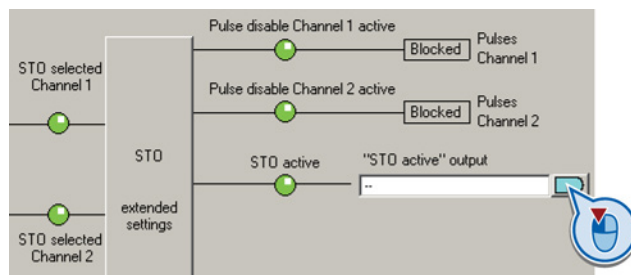 Pulse disable Channel 1 active
Blocked
Pulses
Channel 1
STO selected
Channel 1
Pulse disable Channel 2 active
Blocked
Pulses
Channel 2
STO
extended
settings
STO active
"STO active" output
--
STO selected
Channel 2